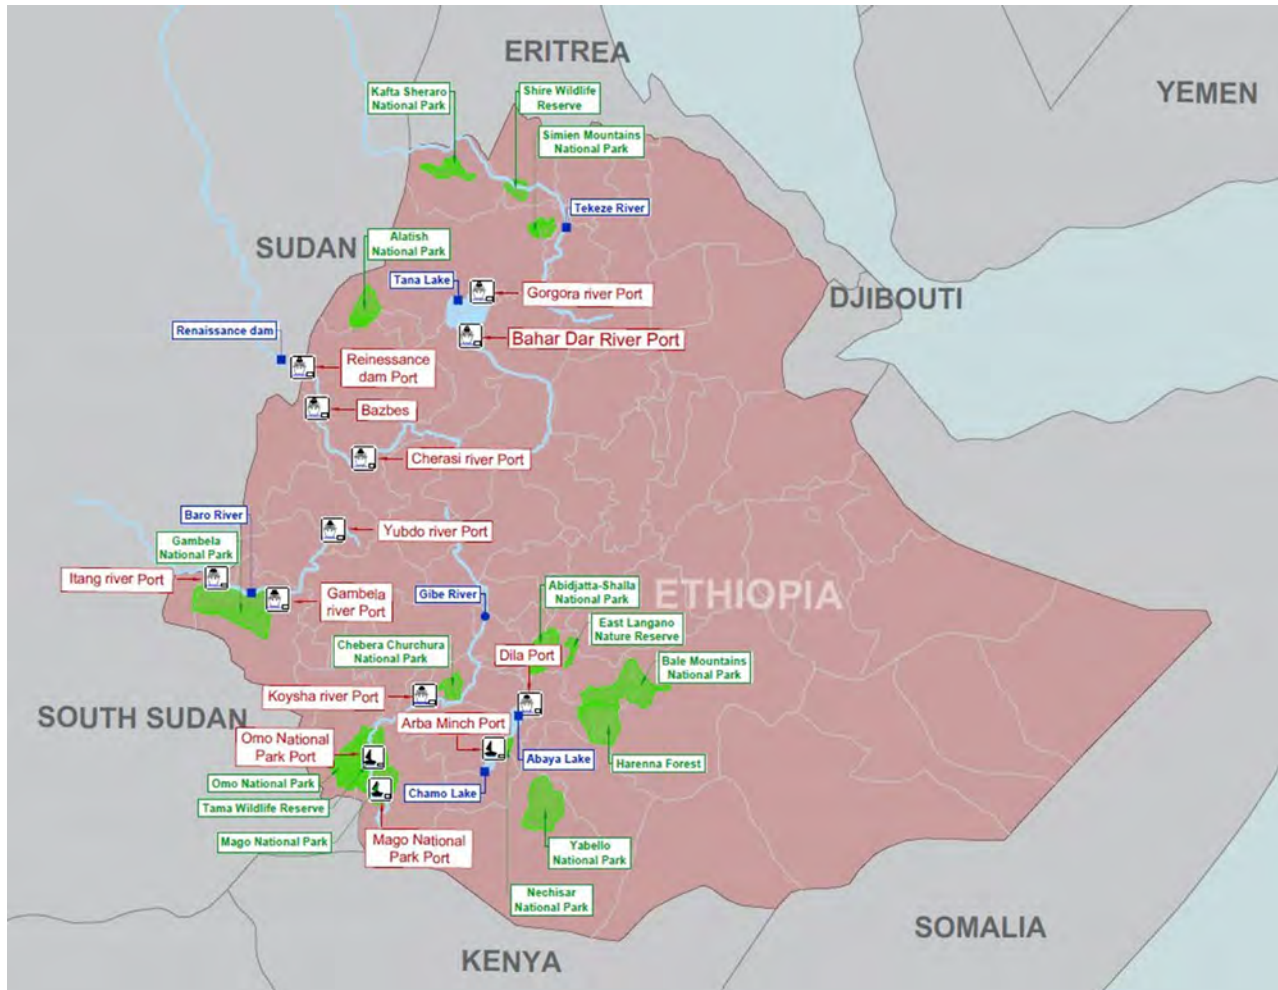 ERITREA
YEMEN
Kafta Sheraro
National Park
Shire Wildlife
Reserve
Simien Mountains
National Park
Tekeze River
SUDAN
Alatish
National Park
Tana Lake
Gorgora river Port
DJIBOUTI
Renaissance dam
Bahar Dar River Port
Reinessance
dam Port
Bazbes
Cherasi river Port
Baro River
Yubdo river Port
Gambela
National Park
Itang river Port
Gambela
river Port
Gibe River
Abidjatta-Shalla
National Park
ETHIOPIA
East Langano
Nature Reserve
Chebera Churchura
National Park
Dila Port
Bale Mountains
National Park
Koysha river Port
SOUTH SUDAN
Arba Minch Port
Omo National
Park Port
Abaya Lake
Harenna Forest
Omo National Park
Chamo Lake
Tama Wildlife Reserve
Mago National Park
Mago National
Park Port
Yabello
National Park
Nechisar
National Park
SOMALIA
KENYA